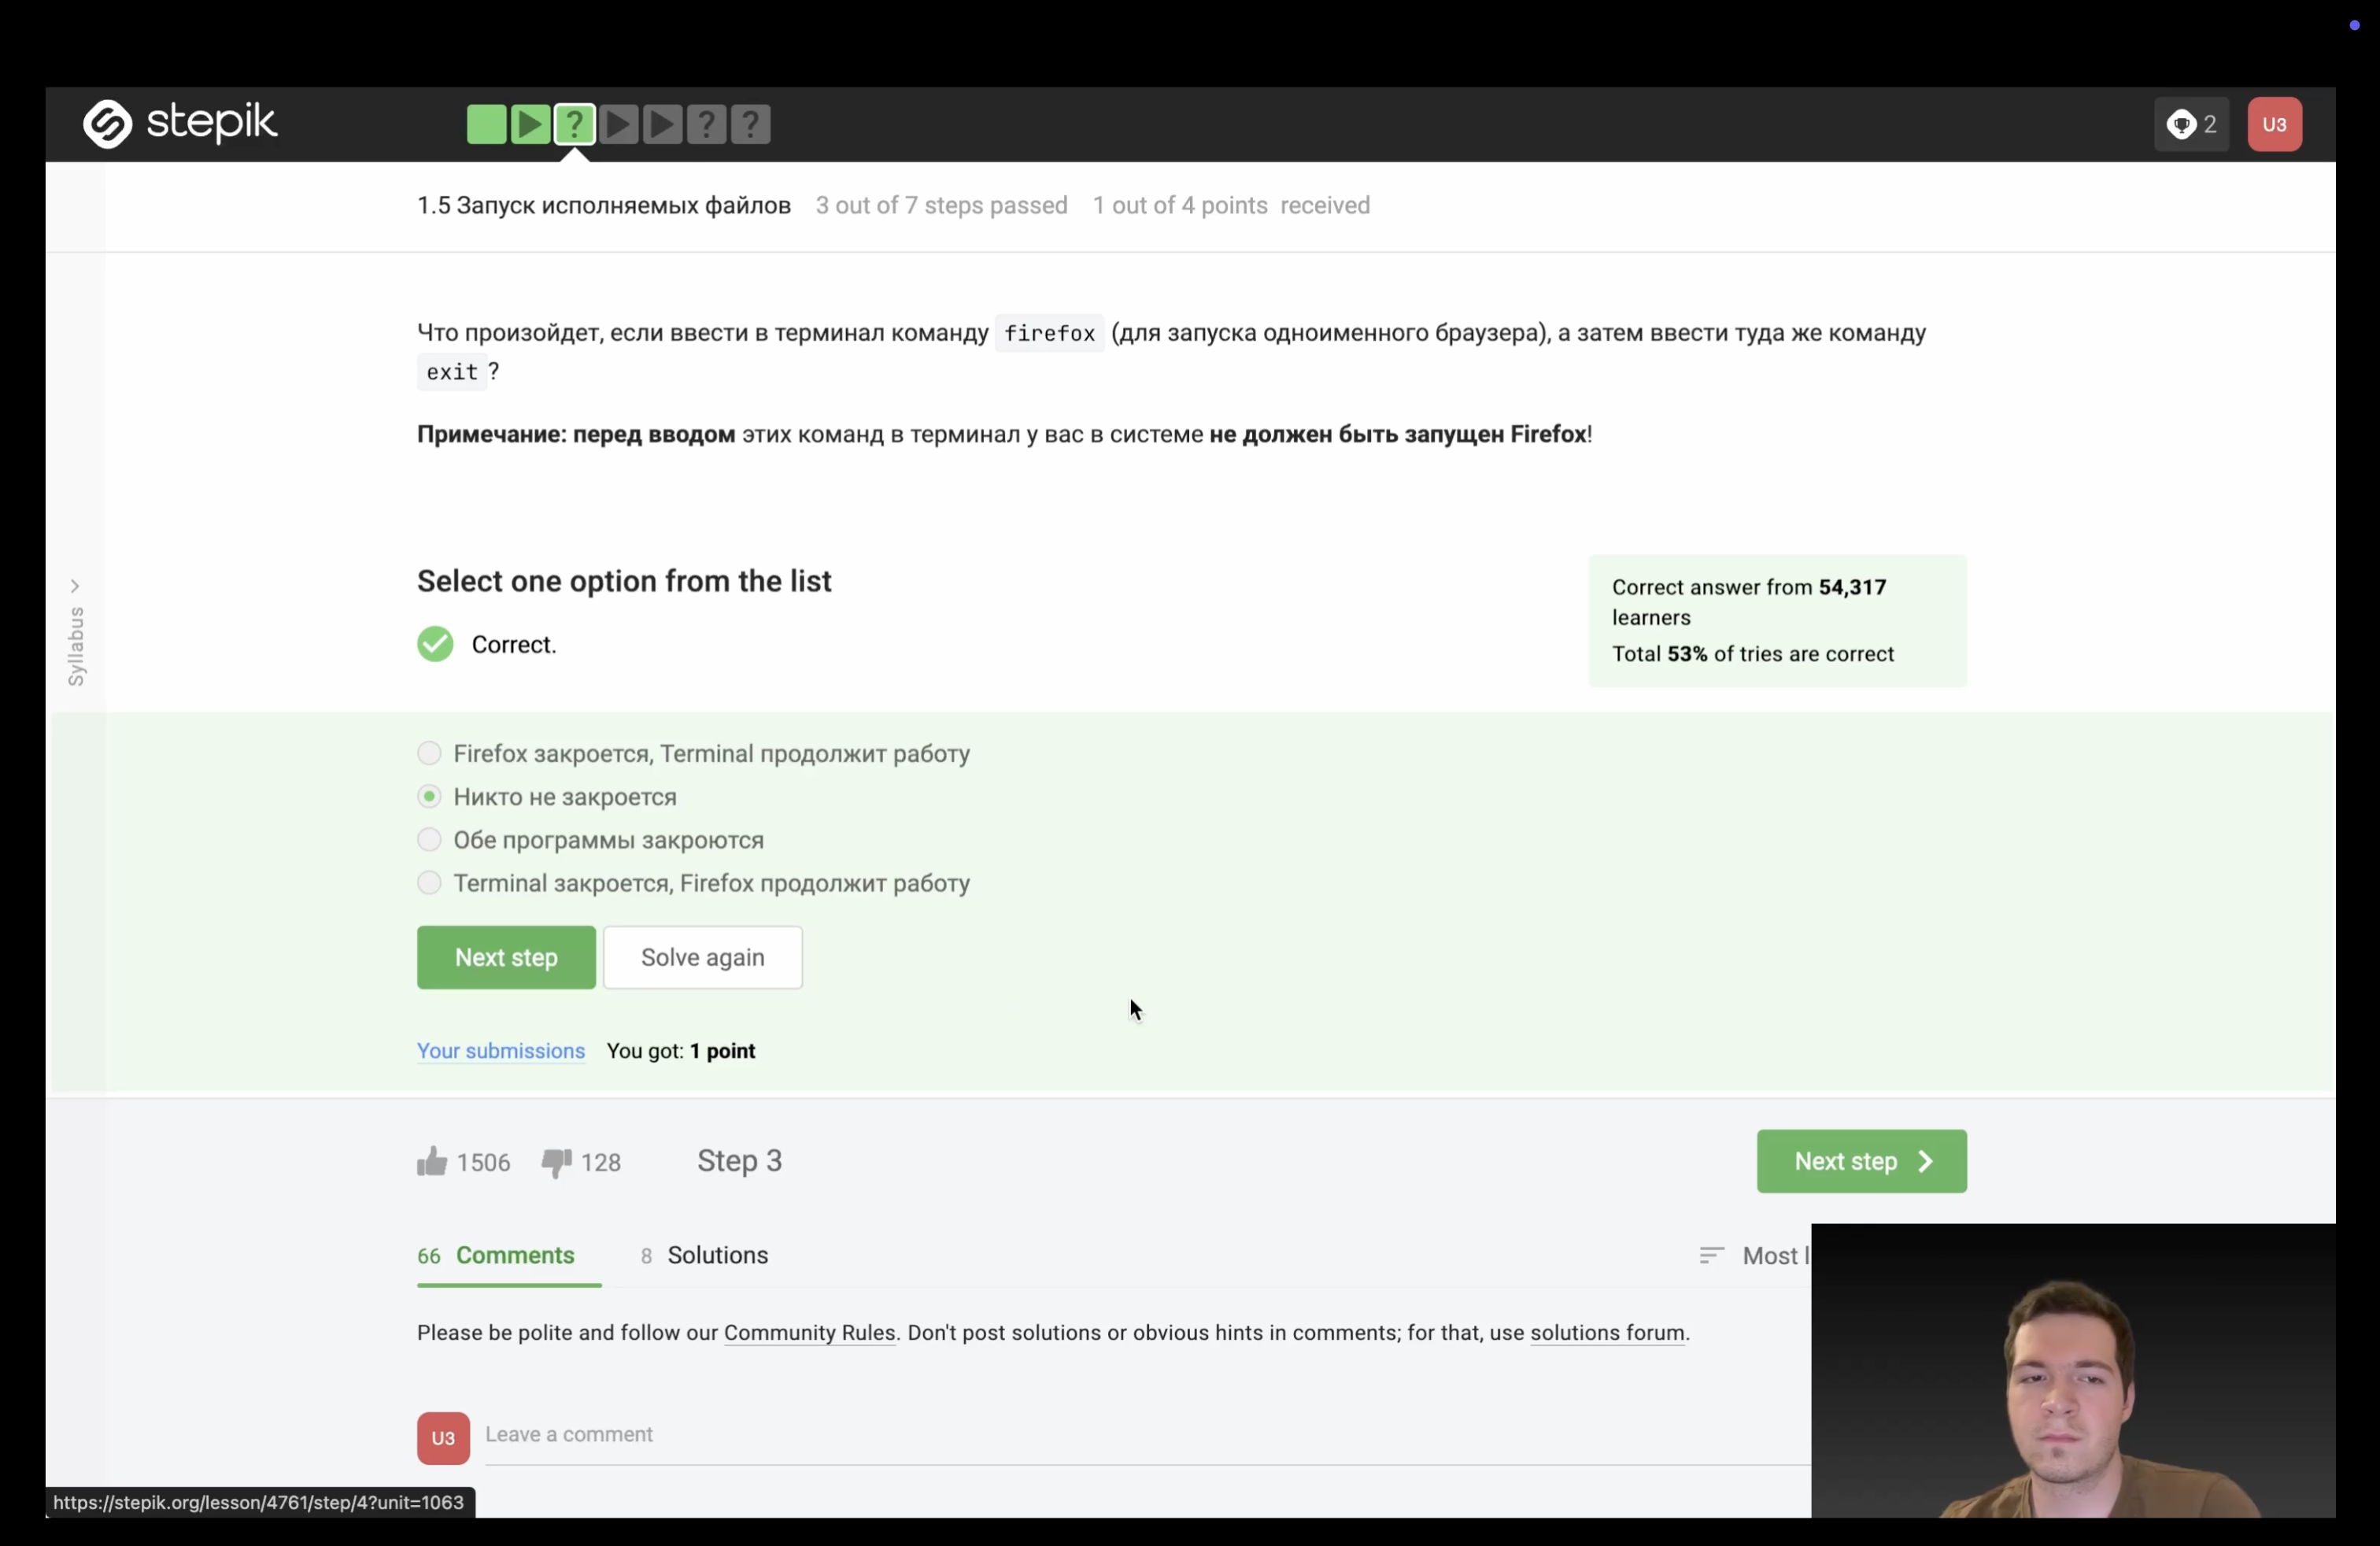 stepik
? ? ?
2
U3
1.5 Запуск исполняемых файлов 3 out of 7 steps passed 1 out of 4 points received
Что произойдет, если ввести в терминал команду firefox (для запуска одноименного браузера), а затем ввести туда же команду
exit ?
Примечание: перед вводом этих команд в терминал у вас в системе не должен быть запущен Firefox!
Syllabus
Select one option from the list
Correct.
Correct answer from 54,317
learners
Total 53% of tries are correct
Firefox закроется, Terminal продолжит работу
Никто не закроется
Обе программы закроются
Terminal закроется, Firefox продолжит работу
Next step Solve again
Your submissions You got: 1 point
1506 128 Step 3
Next step
66 Comments 8 Solutions
Most
Please be polite and follow our Community Rules. Don't post solutions or obvious hints in comments; for that, use solutions forum.
U3 Leave a comment
https://stepik.org/lesson/4761/step/4?unit=1063